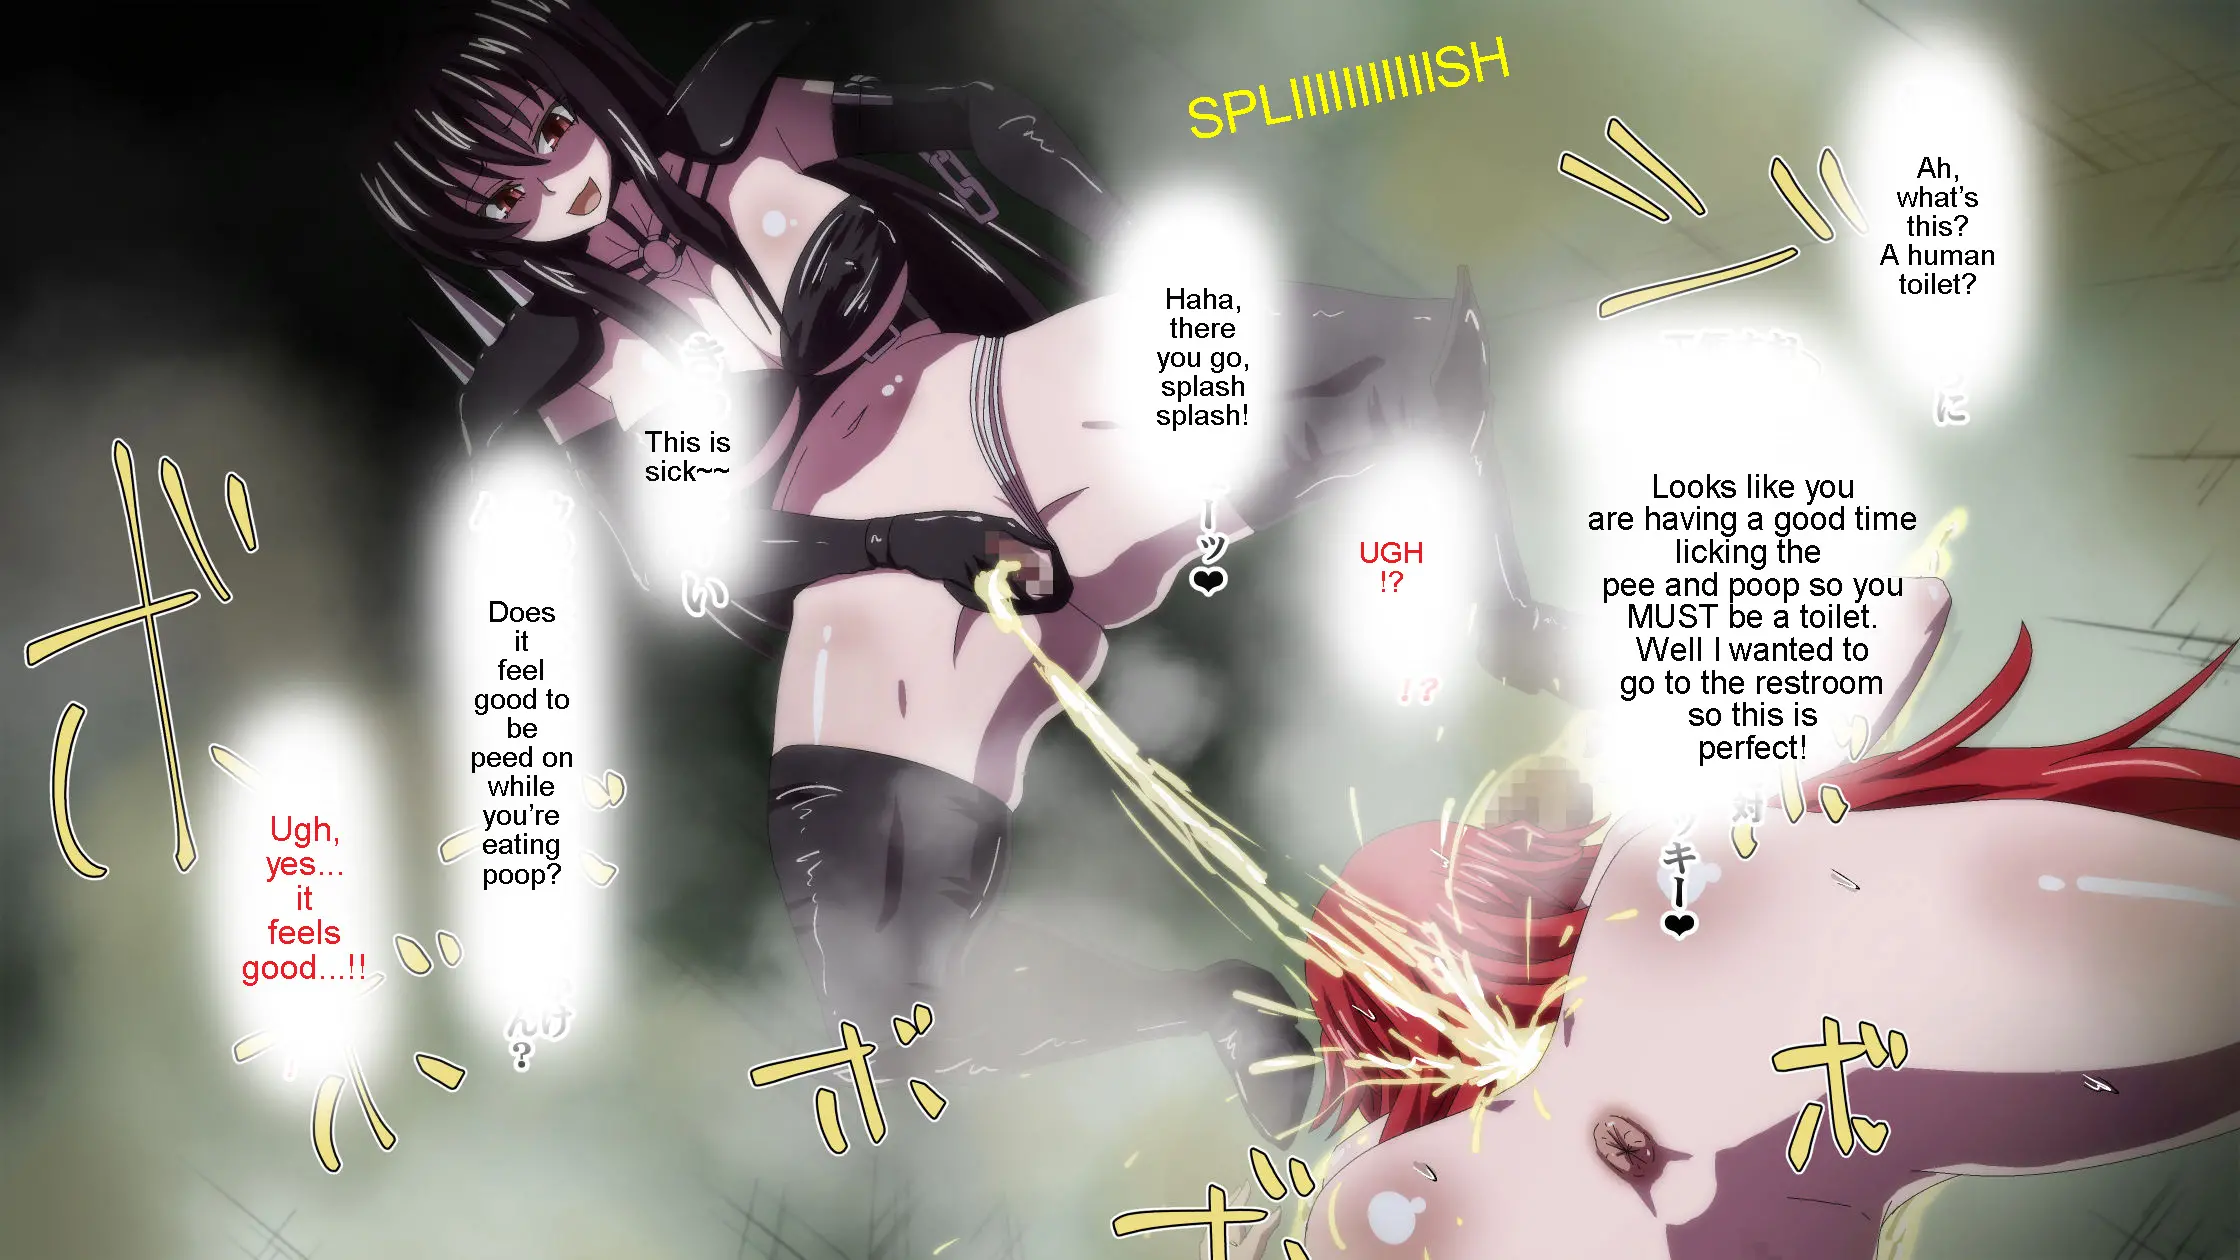 SPLIIIIIIIIIIISH
Ah,
what's
this?
A human
toilet?
Looks like you
are having a good time
licking the
pee and poop so you
MUST be a toilet.
Well I wanted to
go to the restroom
so this is
perfect!
Haha,
there
you go,
splash
splash!
UGH
!?
!?
This is
sick~~
Does
it
feel
good to
be
peed on
while
you're
eating
poop?
Ugh,
yes...
it
feels
good...!!